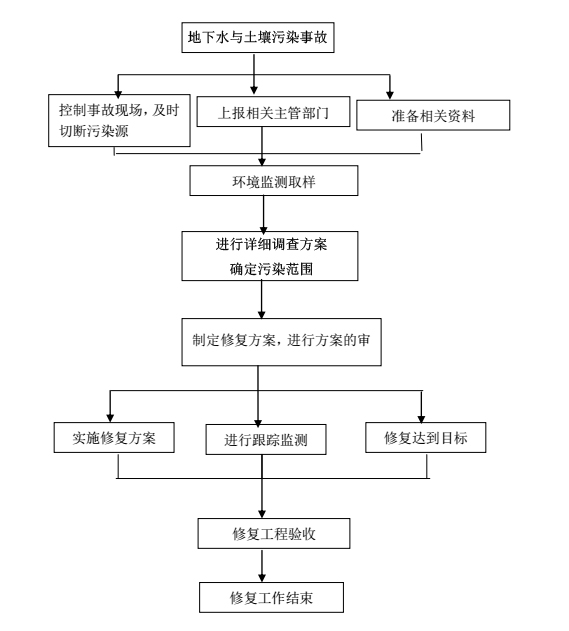 地下水与土壤污染事故
控制事故现场，及时
切断污染源
上报相关主管部门
准备相关资料
环境监测取样
进行详细调查方案
确定污染范围
制定修复方案，进行方案的审
实施修复方案
进行跟踪监测
修复达到目标
修复工程验收
修复工作结束